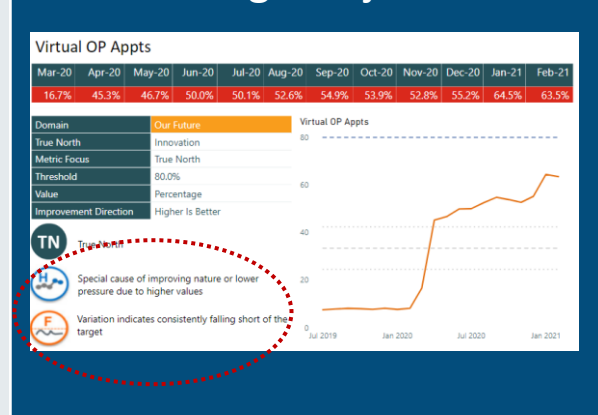 Virtual OP Appts
Mar-20 Apr-20 May-20 Jun-20 Jul-20 Aug-20 Sep-20 Oct-20 Nov-20 Dec-20 Jan-21 Feb-21
16.7% 45.3% 46.7% 50.0% 50.1% 52.6% 54.9% 53.9% 52.8% 55.2% 64.5% 63.5%
Domain Our Future
True North Innovation
Metric Focus True North
Threshold 80.0%
Value Percentage
Improvement Direction Higher Is Better
TN True North
H Special cause of improving nature or lower
pressure due to higher values
F Variation indicates consistently falling short of the
target
Virtual OP Appts
80
60
40
20
0
Jul 2019 Jan 2020 Jul 2020 Jan 2021